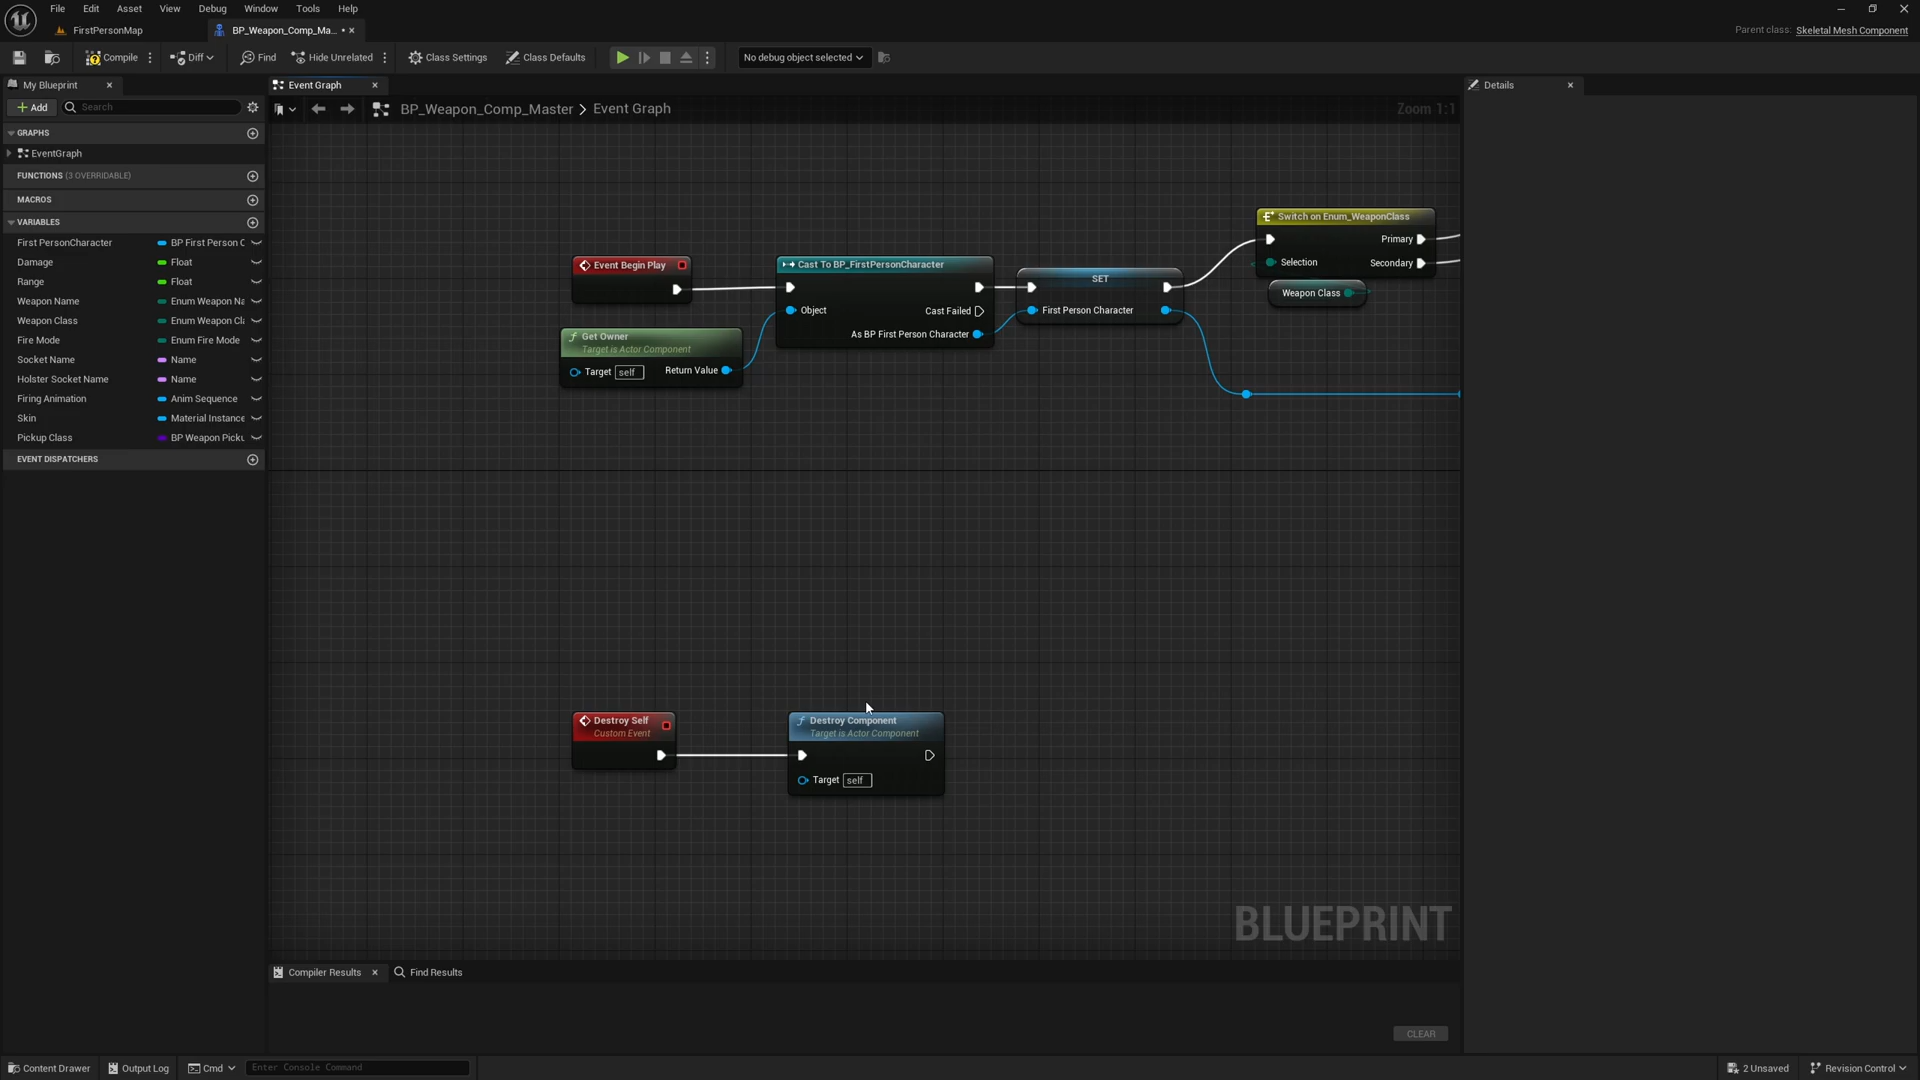 File Edit Asset View Debug Window Tools Help
FirstPersonMap
BP_Weapon_Comp_Ma... •
Parent class: Skeletal Mesh Component
Compile
Diff
Find
Hide Unrelated
Class Settings
Class Defaults
No debug object selected
My Blueprint
Event Graph
Details
Add
Search
BP_Weapon_Comp_Master > Event Graph
Zoom 1:1
GRAPHS
EventGraph
FUNCTIONS (3 OVERRIDABLE)
MACROS
VARIABLES
First PersonCharacter BP First Person C
Damage Float
Range Float
Weapon Name Enum Weapon Na
Weapon Class Enum Weapon Cla
Fire Mode Enum Fire Mode
Socket Name Name
Holster Socket Name Name
Firing Animation Anim Sequence
Skin Material Instance
Pickup Class BP Weapon Picku
EVENT DISPATCHERS
Event Begin Play
Get Owner
Target is Actor Component
Target self Return Value
Cast To BP_FirstPersonCharacter
Object
Cast Failed
As BP First Person Character
SET
First Person Character
Switch on Enum_WeaponClass
Primary
Selection Secondary
Weapon Class
Destroy Self
Custom Event
Destroy Component
Target is Actor Component
Target self
BLUEPRINT
Compiler Results
Find Results
CLEAR
Content Drawer
Output Log
Cmd
Enter Console Command
2 Unsaved
Revision Control